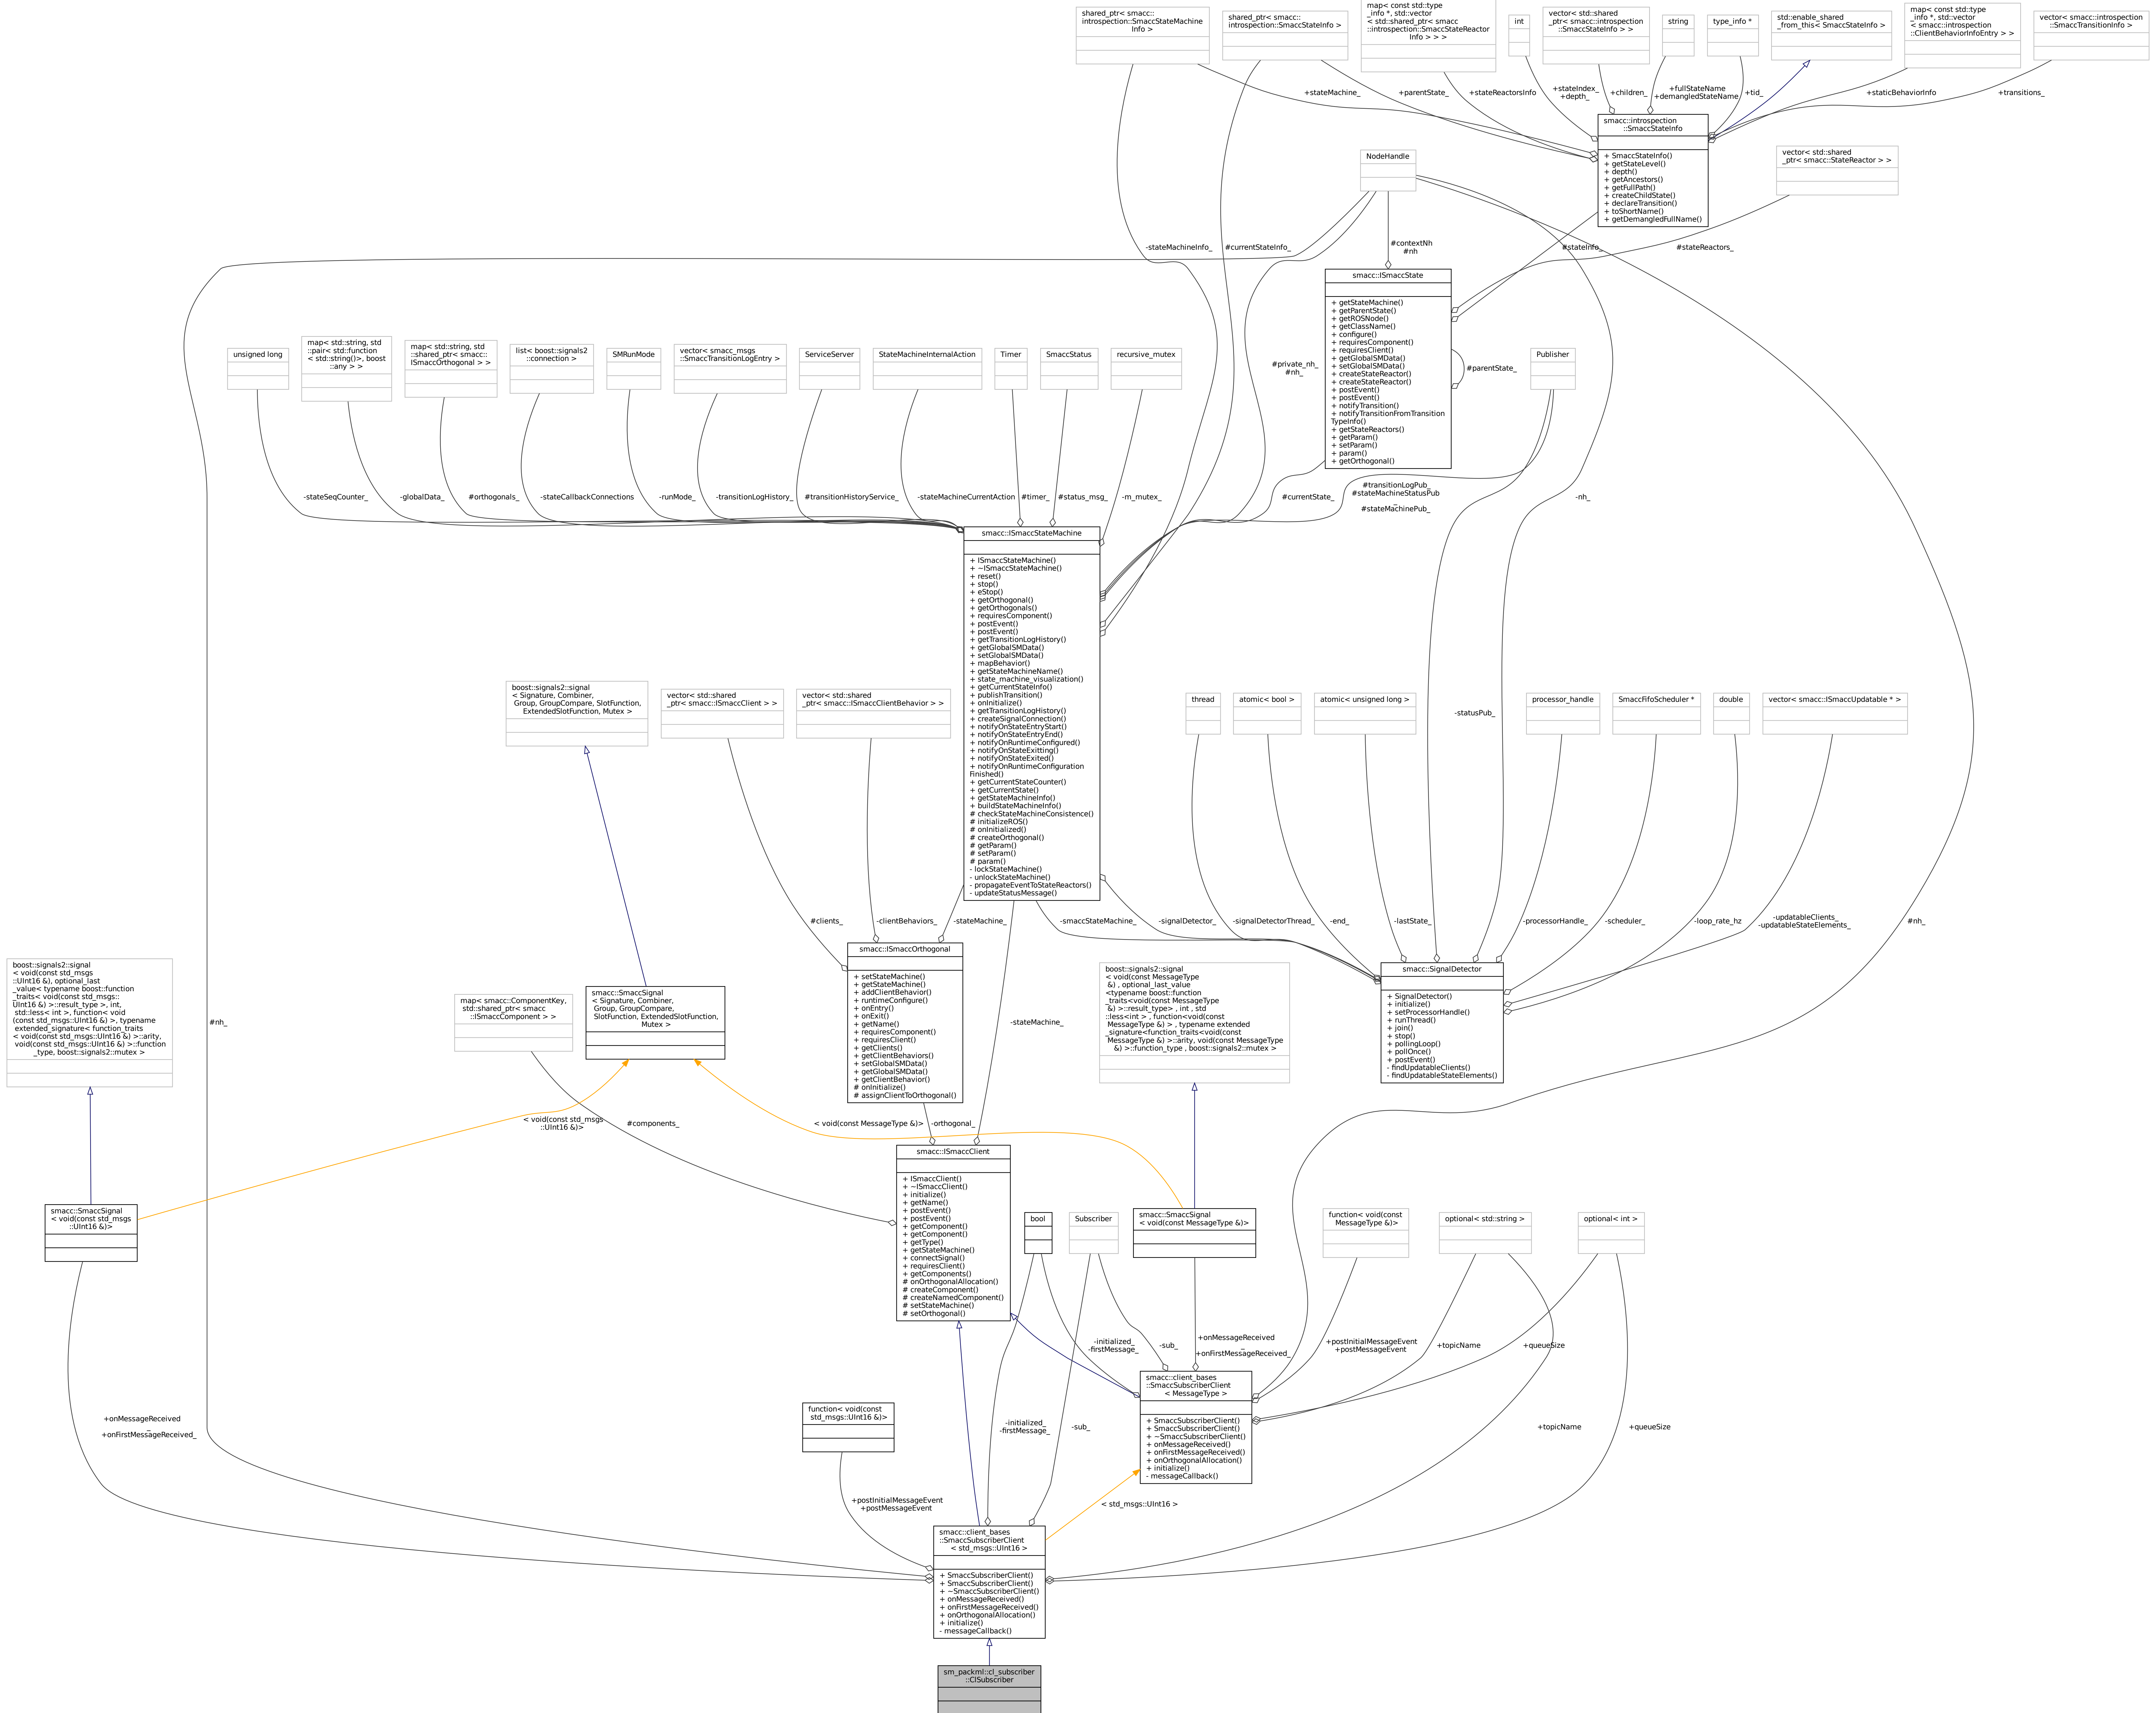 shared_ptr< smacc::
introspection::SmaccStateMachine
Info >
shared_ptr< smacc::
introspection::SmaccStateInfo >
map< const std::type
_info *, std::vector
< std::shared_ptr< smacc
::introspection::SmaccStateReactor
Info > > >
int
vector< std::shared
_ptr< smacc::introspection
::SmaccStateInfo > >
string
type_info *
std::enable_shared
_from_this< SmaccStateInfo >
map< const std::type
_info *, std::vector
< smacc::introspection
::ClientBehaviorInfoEntry > >
vector< smacc::introspection
::SmaccTransitionInfo >
+stateMachine_
+parentState_
+stateReactorsInfo
+stateIndex_
+depth_
+children_
+fullStateName
+demangledStateName
+tid_
+staticBehaviorInfo
+transitions_
smacc::introspection
::SmaccStateInfo
+ SmaccStateInfo()
+ getStateLevel()
+ depth()
+ getAncestors()
+ getFullPath()
+ createChildState()
+ declareTransition()
+ toShortName()
+ getDemangledFullName()
NodeHandle
vector< std::shared
_ptr< smacc::StateReactor > >
-stateMachineInfo_
#currentStateInfo_
#contextNh
#nh
#stateInfo_
#stateReactors_
smacc::ISmaccState
+ getStateMachine()
+ getParentState()
+ getROSNode()
+ getClassName()
+ configure()
+ requiresComponent()
+ requiresClient()
+ getGlobalSMData()
+ setGlobalSMData()
+ createStateReactor()
+ createStateReactor()
+ postEvent()
+ postEvent()
+ notifyTransition()
+ notifyTransitionFromTransition
TypeInfo()
+ getStateReactors()
+ getParam()
+ setParam()
+ param()
+ getOrthogonal()
#parentState_
#private_nh_
#nh_
unsigned long
map< std::string, std
::pair< std::function
< std::string()>, boost
::any > >
map< std::string, std
::shared_ptr< smacc::
ISmaccOrthogonal > >
list< boost::signals2
::connection >
SMRunMode
vector< smacc_msgs
::SmaccTransitionLogEntry >
ServiceServer
StateMachineInternalAction
Timer
SmaccStatus
recursive_mutex
Publisher
-stateSeqCounter_
-globalData_
#orthogonals_
-stateCallbackConnections
-runMode_
-transitionLogHistory_
#transitionHistoryService_
-stateMachineCurrentAction
#timer_
#status_msg_
-m_mutex_
#currentState_
#transitionLogPub_
#stateMachineStatusPub
_
#stateMachinePub_
-nh_
smacc::ISmaccStateMachine
+ ISmaccStateMachine()
+ ~ISmaccStateMachine()
+ reset()
+ stop()
+ eStop()
+ getOrthogonal()
+ getOrthogonals()
+ requiresComponent()
+ postEvent()
+ postEvent()
+ getTransitionLogHistory()
+ getGlobalSMData()
+ setGlobalSMData()
+ mapBehavior()
+ getStateMachineName()
+ state_machine_visualization()
+ getCurrentStateInfo()
+ publishTransition()
+ onInitialize()
+ getTransitionLogHistory()
+ createSignalConnection()
+ notifyOnStateEntryStart()
+ notifyOnStateEntryEnd()
+ notifyOnRuntimeConfigured()
+ notifyOnStateExitting()
+ notifyOnStateExited()
+ notifyOnRuntimeConfiguration
Finished()
+ getCurrentStateCounter()
+ getCurrentState()
+ getStateMachineInfo()
+ buildStateMachineInfo()
# checkStateMachineConsistence()
# initializeROS()
# onInitialized()
# createOrthogonal()
# getParam()
# setParam()
# param()
- lockStateMachine()
- unlockStateMachine()
- propagateEventToStateReactors()
- updateStatusMessage()
boost::signals2::signal
< Signature, Combiner,
Group, GroupCompare, SlotFunction,
ExtendedSlotFunction, Mutex >
vector< std::shared
_ptr< smacc::ISmaccClient > >
vector< std::shared
_ptr< smacc::ISmaccClientBehavior > >
thread
atomic< bool >
atomic< unsigned long >
-statusPub_
processor_handle
SmaccFifoScheduler *
double
vector< smacc::ISmaccUpdatable * >
#clients_
-clientBehaviors_
-stateMachine_
-smaccStateMachine_
-signalDetector_
-signalDetectorThread_
-end_
-lastState_
-processorHandle_
-scheduler_
-loop_rate_hz
-updatableClients_
-updatableStateElements_
#nh_
smacc::ISmaccOrthogonal
+ setStateMachine()
+ getStateMachine()
+ addClientBehavior()
+ runtimeConfigure()
+ onEntry()
+ onExit()
+ getName()
+ requiresComponent()
+ requiresClient()
+ getClients()
+ getClientBehaviors()
+ setGlobalSMData()
+ getGlobalSMData()
+ getClientBehavior()
# onInitialize()
# assignClientToOrthogonal()
smacc::SignalDetector
+ SignalDetector()
+ initialize()
+ setProcessorHandle()
+ runThread()
+ join()
+ stop()
+ pollingLoop()
+ pollOnce()
+ postEvent()
- findUpdatableClients()
- findUpdatableStateElements()
boost::signals2::signal
< void(const std_msgs
::UInt16 &), optional_last
_value< typename boost::function
_traits< void(const std_msgs::
UInt16 &) >::result_type >, int,
std::less< int >, function< void
(const std_msgs::UInt16 &) >, typename
extended_signature< function_traits
< void(const std_msgs::UInt16 &) >::arity,
void(const std_msgs::UInt16 &) >::function
_type, boost::signals2::mutex >
map< smacc::ComponentKey,
std::shared_ptr< smacc
::ISmaccComponent > >
smacc::SmaccSignal
< Signature, Combiner,
Group, GroupCompare,
SlotFunction, ExtendedSlotFunction,
Mutex >
boost::signals2::signal
< void(const MessageType
&) , optional_last_value
<typename boost::function
_traits<void(const MessageType
&) >::result_type> , int , std
::less<int > , function<void(const
MessageType &) > , typename extended
_signature<function_traits<void(const
MessageType &) >::arity, void(const MessageType
&) >::function_type , boost::signals2::mutex >
#nh_
-stateMachine_
< void(const std_msgs
::UInt16 &)>
#components_
< void(const MessageType &)>
-orthogonal_
smacc::ISmaccClient
+ ISmaccClient()
+ ~ISmaccClient()
+ initialize()
+ getName()
+ postEvent()
+ postEvent()
+ getComponent()
+ getComponent()
+ getType()
+ getStateMachine()
+ connectSignal()
+ requiresClient()
+ getComponents()
# onOrthogonalAllocation()
# createComponent()
# createNamedComponent()
# setStateMachine()
# setOrthogonal()
smacc::SmaccSignal
< void(const std_msgs
::UInt16 &)>
bool
Subscriber
smacc::SmaccSignal
< void(const MessageType &)>
function< void(const
MessageType &)>
optional< std::string >
optional< int >
-initialized_
-firstMessage_
-sub_
+onMessageReceived
_
+onFirstMessageReceived_
+postInitialMessageEvent
+postMessageEvent
+topicName
+queueSize
smacc::client_bases
::SmaccSubscriberClient
< MessageType >
+ SmaccSubscriberClient()
+ SmaccSubscriberClient()
+ ~SmaccSubscriberClient()
+ onMessageReceived()
+ onFirstMessageReceived()
+ onOrthogonalAllocation()
+ initialize()
- messageCallback()
function< void(const
std_msgs::UInt16 &)>
+onMessageReceived
_
+onFirstMessageReceived_
-initialized_
-firstMessage_
-sub_
+topicName
+queueSize
+postInitialMessageEvent
+postMessageEvent
< std_msgs::UInt16 >
smacc::client_bases
::SmaccSubscriberClient
< std_msgs::UInt16 >
+ SmaccSubscriberClient()
+ SmaccSubscriberClient()
+ ~SmaccSubscriberClient()
+ onMessageReceived()
+ onFirstMessageReceived()
+ onOrthogonalAllocation()
+ initialize()
- messageCallback()
sm_packml::cl_subscriber
::ClSubscriber